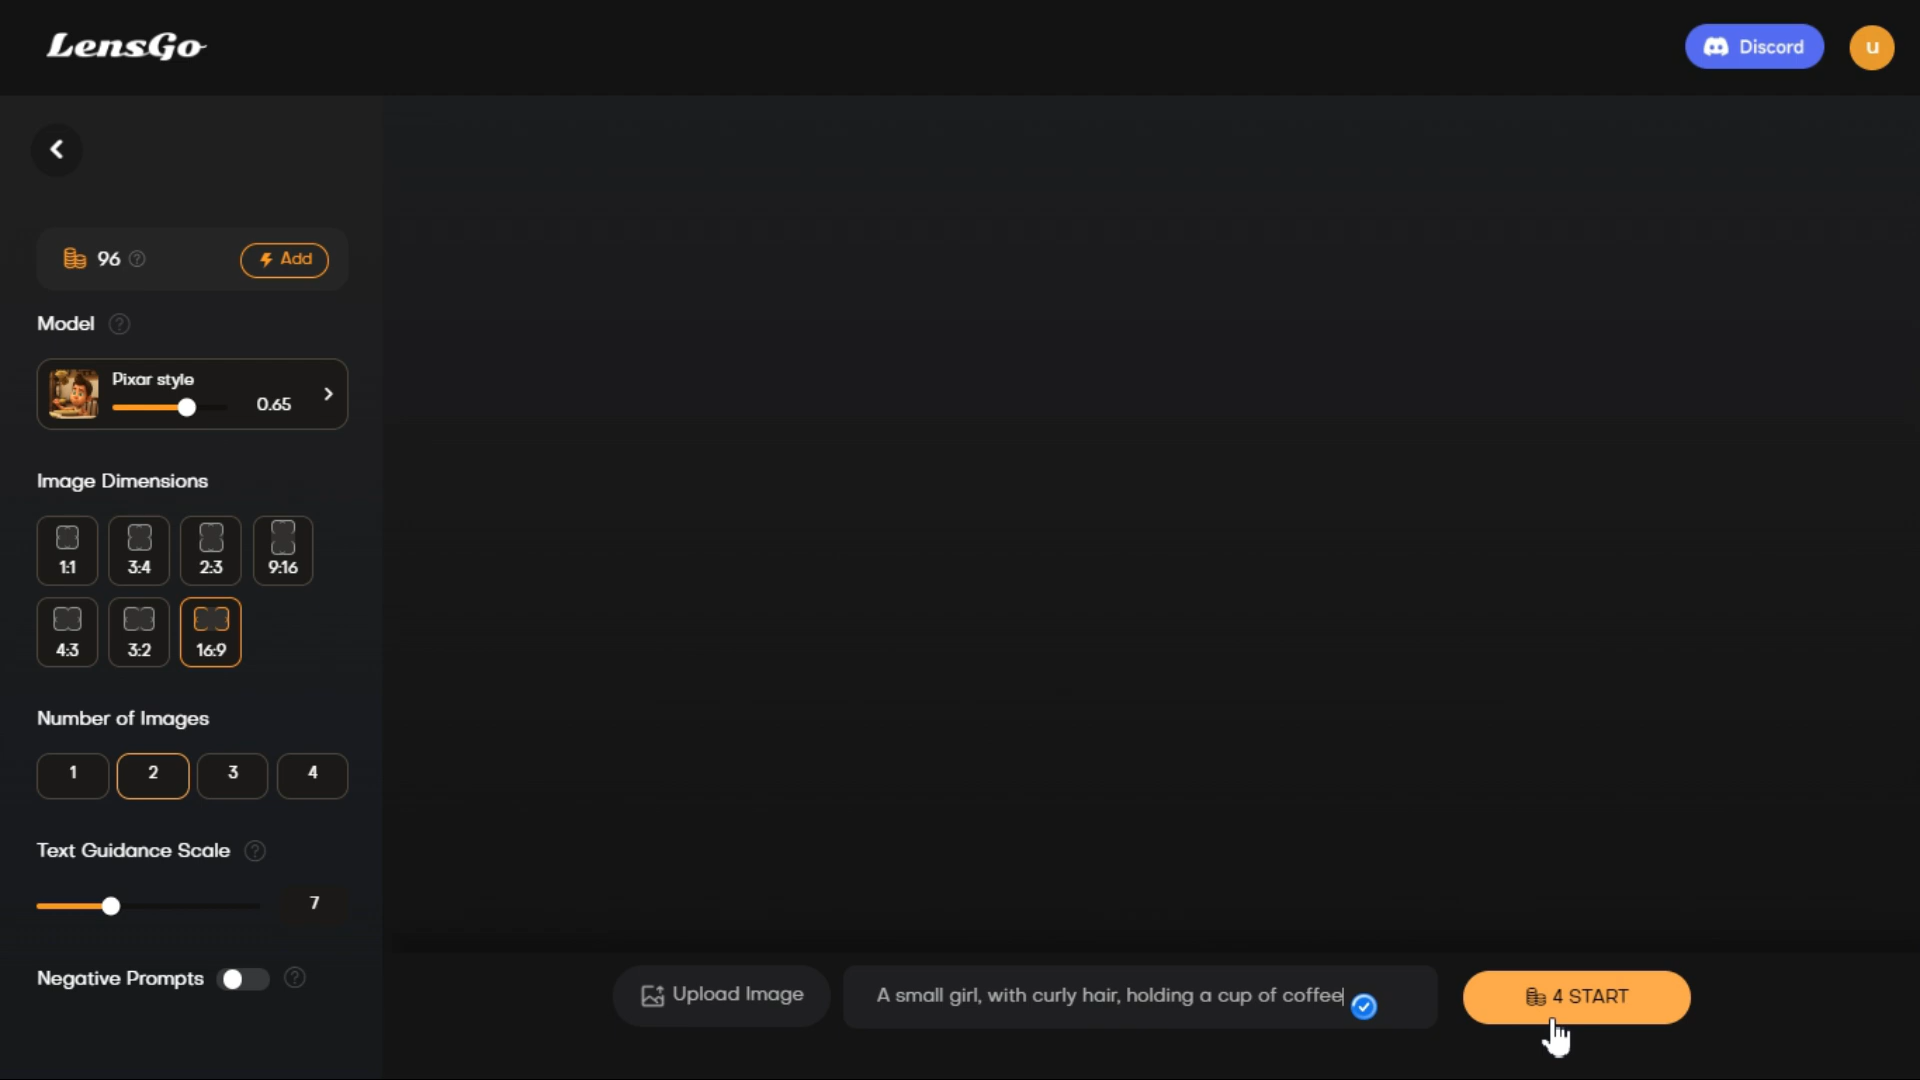 LensGo
Discord
u
96
Add
Model
Pixar style
0.65
Image Dimensions
1:1
3:4
2:3
9:16
4:3
3:2
16:9
Number of Images
1
2
3
4
Text Guidance Scale
7
Negative Prompts
Upload Image
A small girl, with curly hair, holding a cup of coffee
4 START